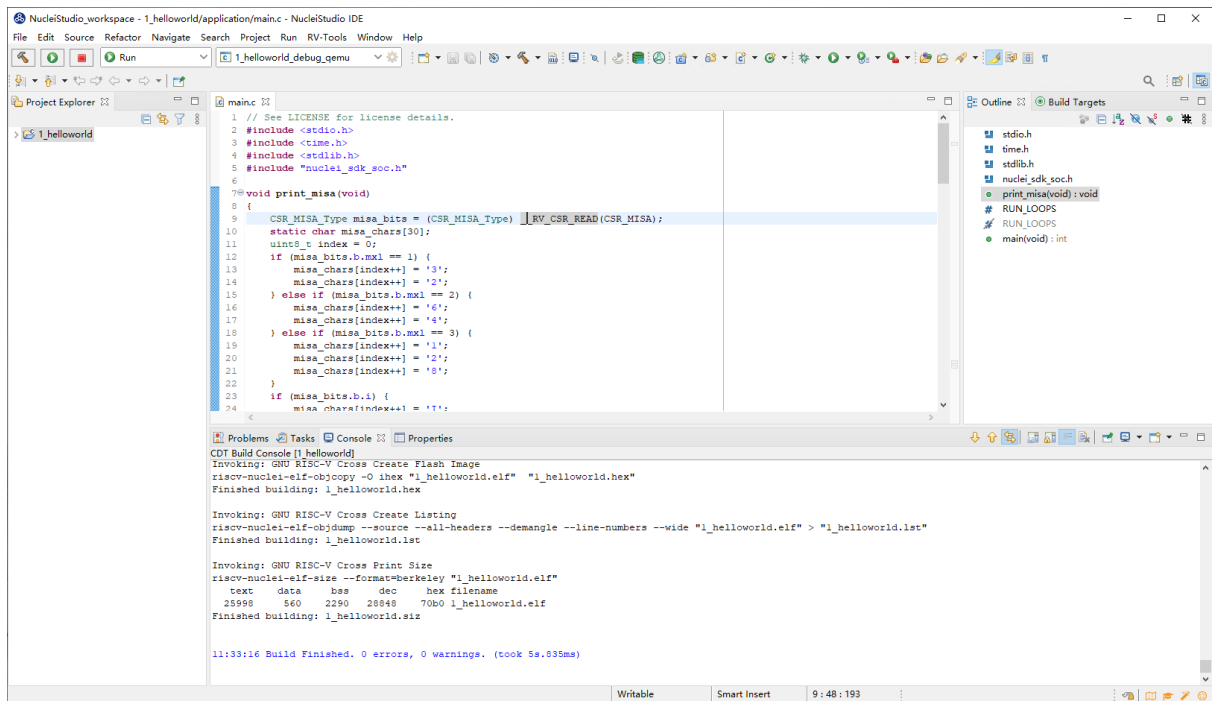 NucleiStudio_workspace - 1_helloworld/application/main.c - NucleiStudio IDE
File Edit Source Refactor Navigate Search Project Run RV-Tools Window Help
Run
1_helloworld_debug_qemu
Project Explorer
1_helloworld
main.c
1 // See LICENSE for license details.
2 #include <stdio.h>
3 #include <time.h>
4 #include <stdlib.h>
5 #include "nuclei_sdk_soc.h"
6
7 void print_misa(void)
8 {
9 CSR_MISA_Type misa_bits = (CSR_MISA_Type) __RV_CSR_READ(CSR_MISA);
10 static char misa_chars[30];
11 uint8_t index = 0;
12 if (misa_bits.b.mxl == 1) {
13 misa_chars[index++] = '3';
14 misa_chars[index++] = '2';
15 } else if (misa_bits.b.mxl == 2) {
16 misa_chars[index++] = '6';
17 misa_chars[index++] = '4';
18 } else if (misa_bits.b.mxl == 3) {
19 misa_chars[index++] = '1';
20 misa_chars[index++] = '2';
21 misa_chars[index++] = '8';
22 }
23 if (misa_bits.b.i) {
24 misa_chars[index++] = 'I';
Outline Build Targets
stdio.h
time.h
stdlib.h
nuclei_sdk_soc.h
print_misa(void) : void
RUN_LOOPS
RUN_LOOPS
main(void) : int
Problems Tasks Console Properties
CDT Build Console [1_helloworld]
Invoking: GNU RISC-V Cross Create Flash Image
riscv-nuclei-elf-objcopy -O ihex "1_helloworld.elf" "1_helloworld.hex"
Finished building: 1_helloworld.hex
Invoking: GNU RISC-V Cross Create Listing
riscv-nuclei-elf-objdump --source --all-headers --demangle --line-numbers --wide "1_helloworld.elf" > "1_helloworld.lst"
Finished building: 1_helloworld.lst
Invoking: GNU RISC-V Cross Print Size
riscv-nuclei-elf-size --format=berkeley "1_helloworld.elf"
text data bss dec hex filename
25998 560 2290 28848 70b0 1_helloworld.elf
Finished building: 1_helloworld.siz
11:33:16 Build Finished. 0 errors, 0 warnings. (took 5s.835ms)
Writable Smart Insert 9 : 48 : 193